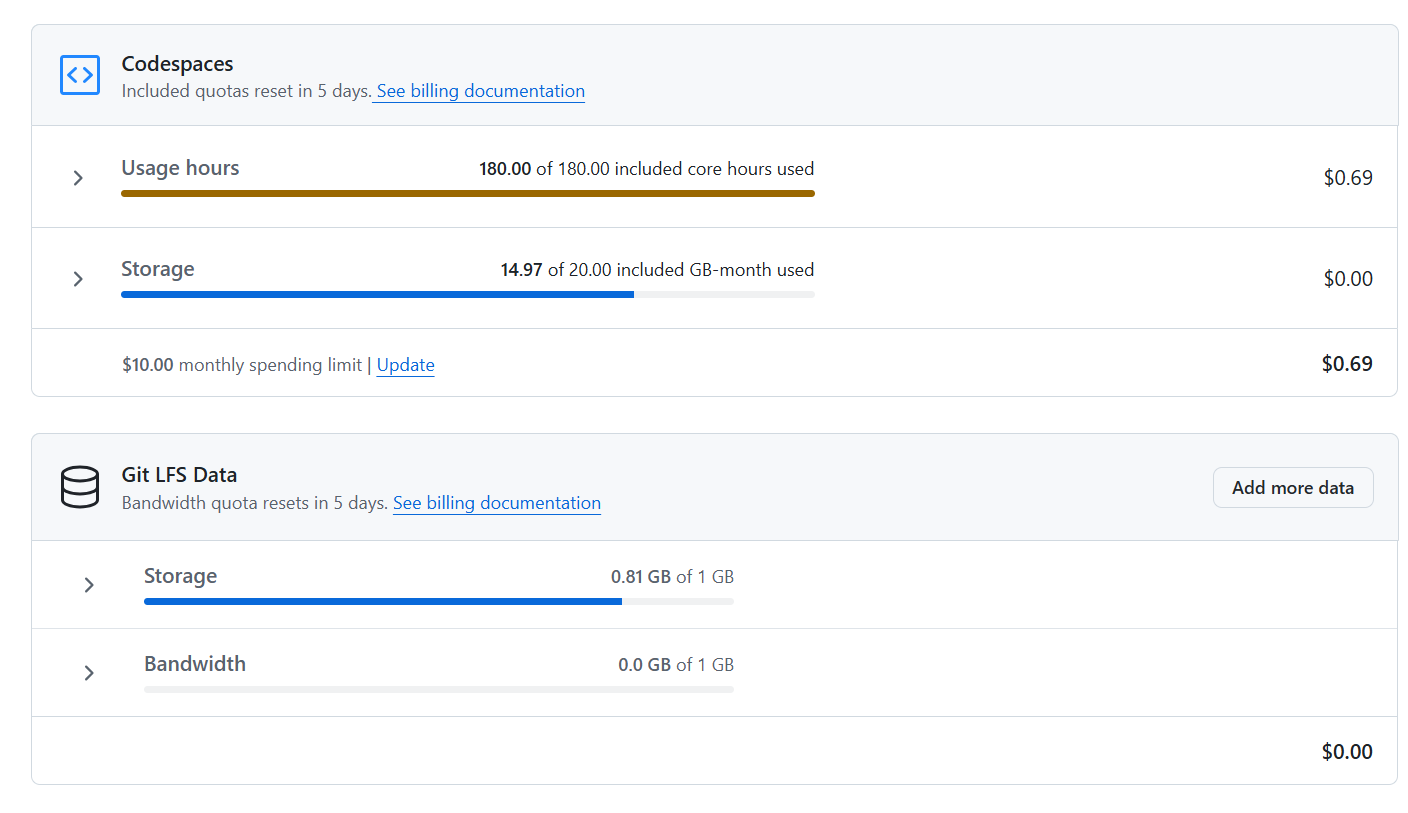 Codespaces
Included quotas reset in 5 days. See billing documentation
Usage hours
180.00 of 180.00 included core hours used
$0.69
Storage
14.97 of 20.00 included GB-month used
$0.00
$10.00 monthly spending limit | Update
$0.69
Git LFS Data
Bandwidth quota resets in 5 days. See billing documentation
Add more data
Storage
0.81 GB of 1 GB
Bandwidth
0.0 GB of 1 GB
$0.00